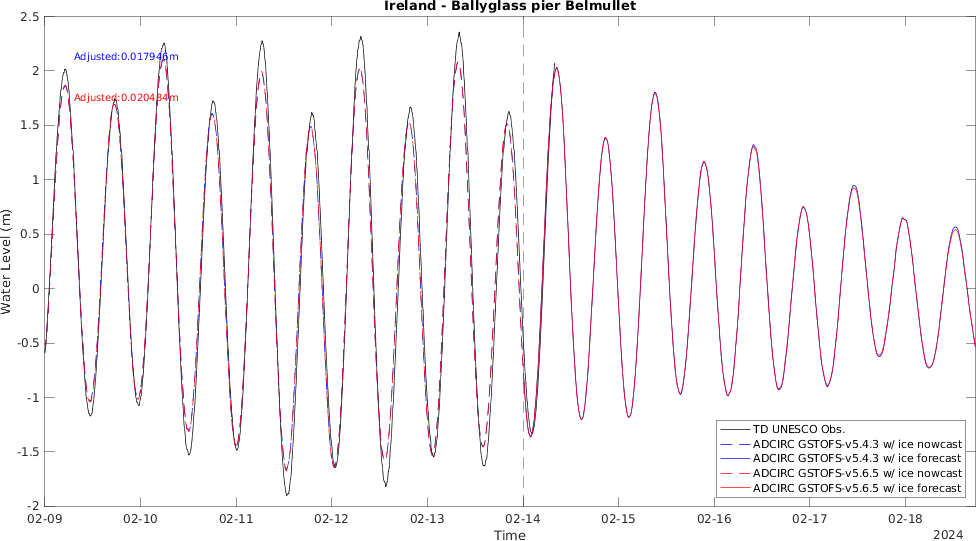 Ireland - Ballyglass pier Belmullet
2.5
2
1.5
1
0.5
0
-0.5
-1
-1.5
-2
Water Level (m)
Adjusted:0.017946m
Adjusted:0.020434m
TD UNESCO Obs.
ADCIRC GSTOFS-v5.4.3 w/ ice nowcast
ADCIRC GSTOFS-v5.4.3 w/ ice forecast
ADCIRC GSTOFS-v5.6.5 w/ ice nowcast
ADCIRC GSTOFS-v5.6.5 w/ ice forecast
02-09 02-10 02-11 02-12 02-13 02-14 02-15 02-16 02-17 02-18
Time
2024